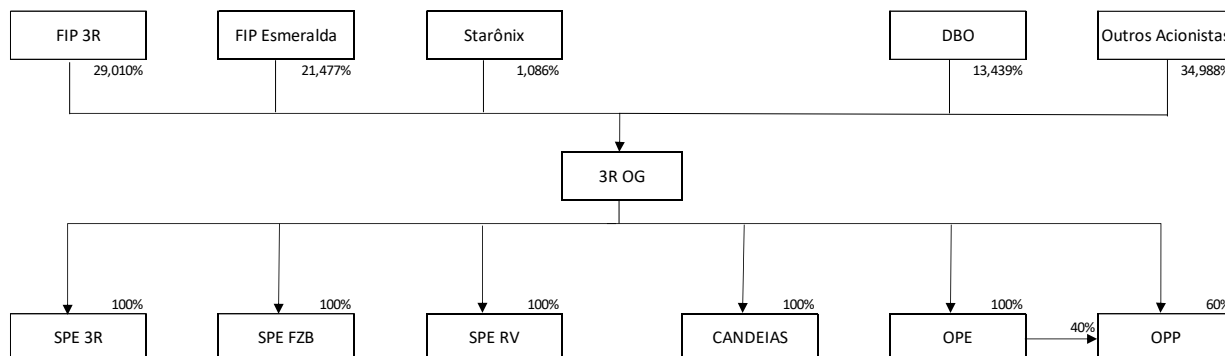 FIP 3R
FIP Esmeralda
Starônix
DBO
Outros Acionistas
29,010%
21,477%
1,086%
13,439%
34,988%
3R OG
100%
100%
100%
100%
100%
60%
SPE 3R
SPE FZB
SPE RV
CANDEIAS
OPE
40%
OPP